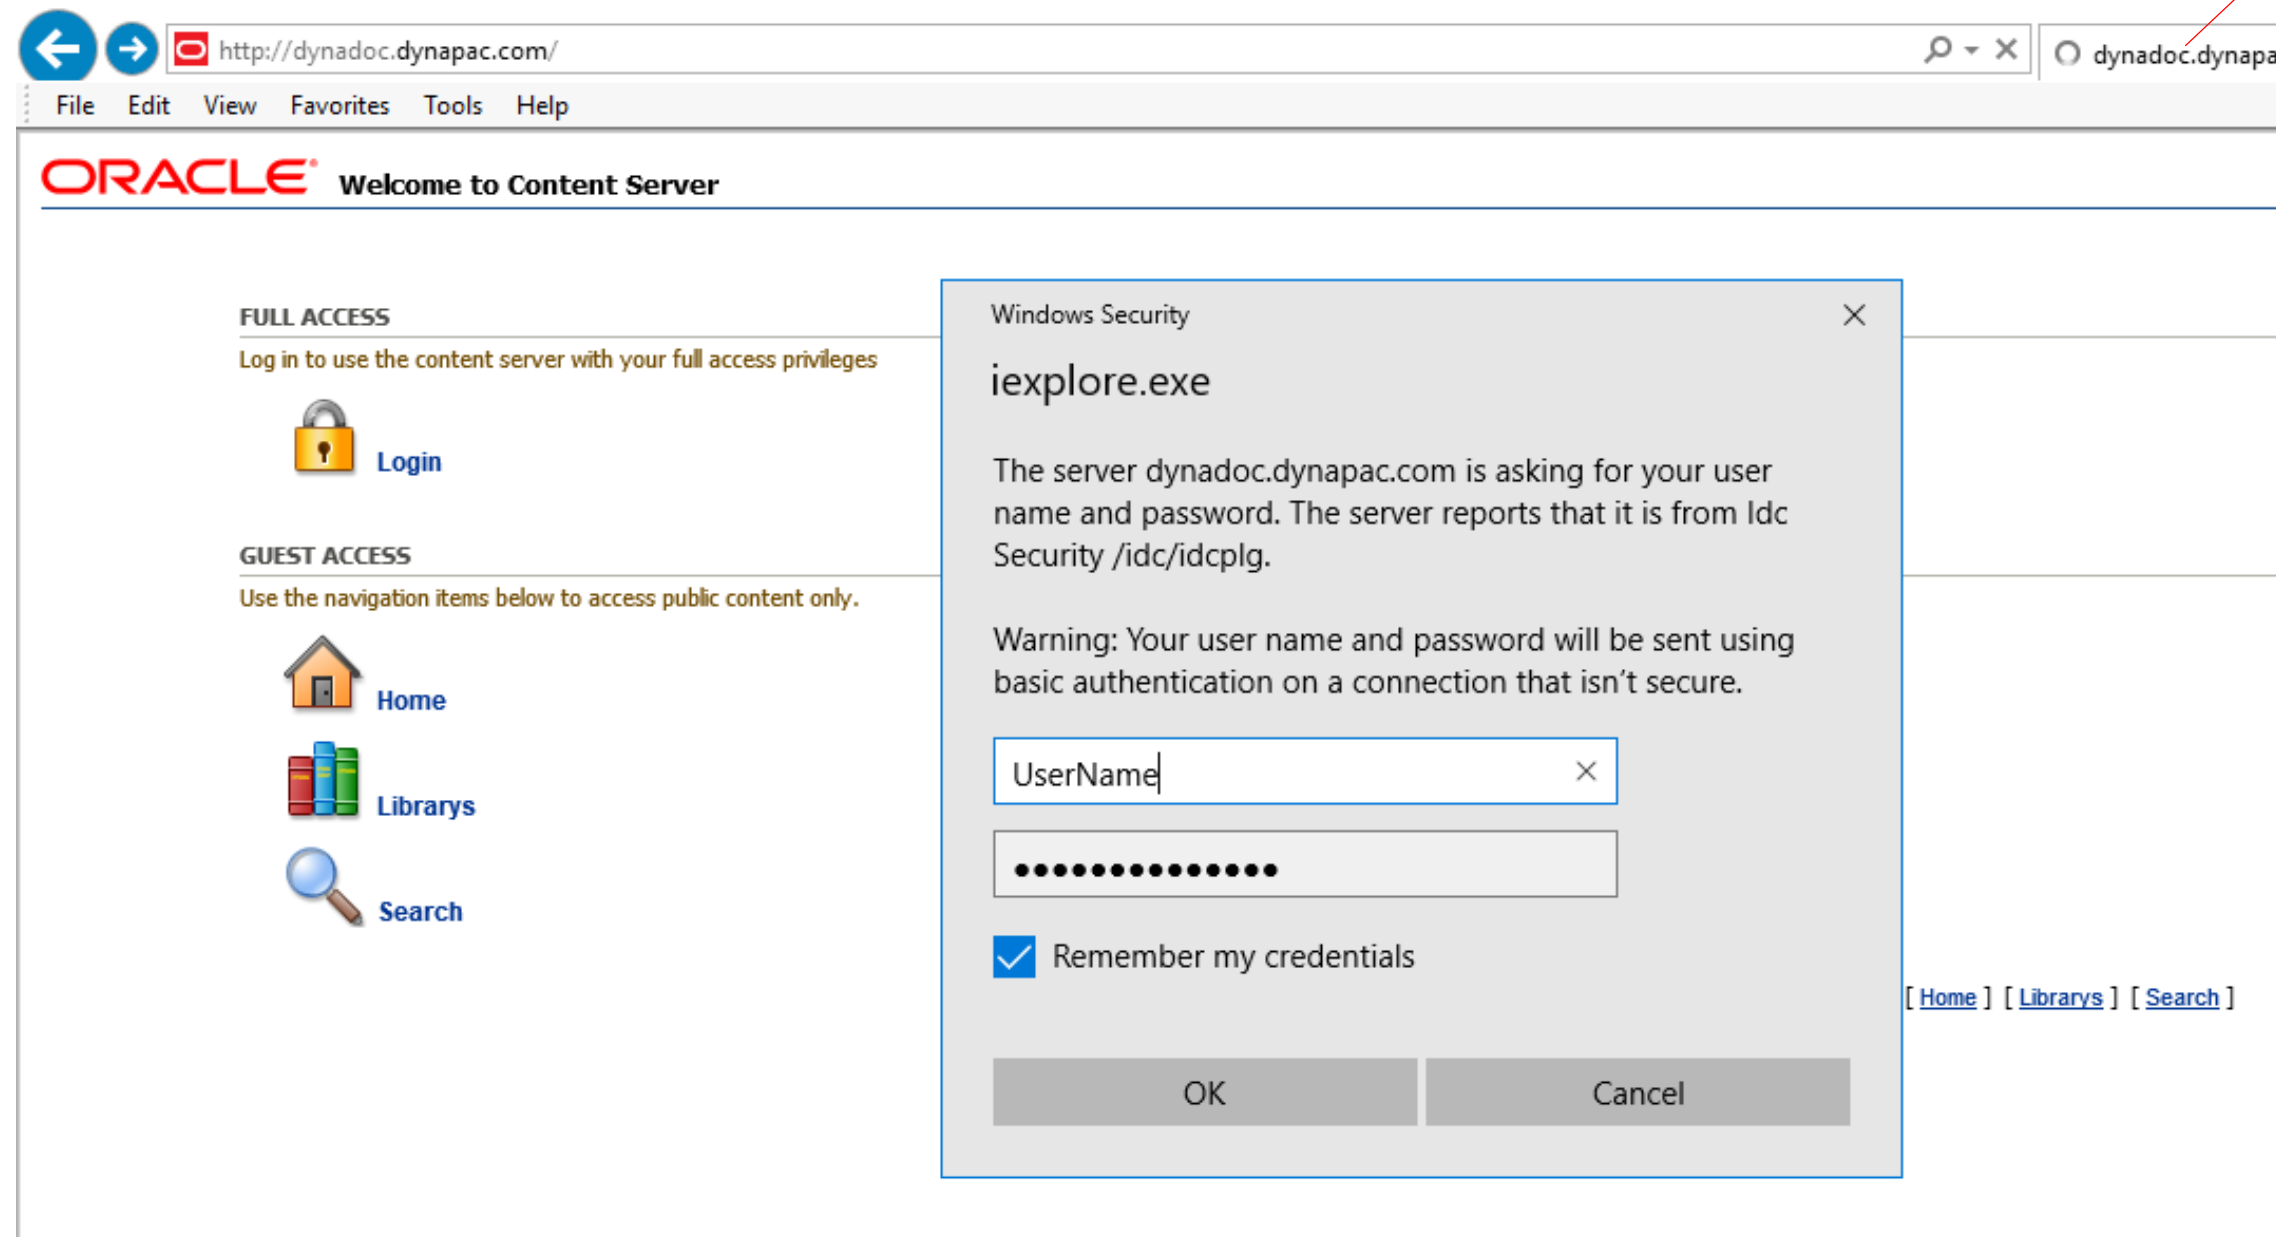 http://dynadoc.dynapac.com/
dynadoc.dynapa
File Edit View Favorites Tools Help
ORACLE Welcome to Content Server
FULL ACCESS
Log in to use the content server with your full access privileges
Login
GUEST ACCESS
Use the navigation items below to access public content only.
Home
Librarys
Search
Windows Security
iexplore.exe
The server dynadoc.dynapac.com is asking for your user
name and password. The server reports that it is from Idc
Security /idc/idcplg.
Warning: Your user name and password will be sent using
basic authentication on a connection that isn't secure.
UserName
••••••••••••••
Remember my credentials
OK Cancel
[ Home ] [ Librarys ] [ Search ]